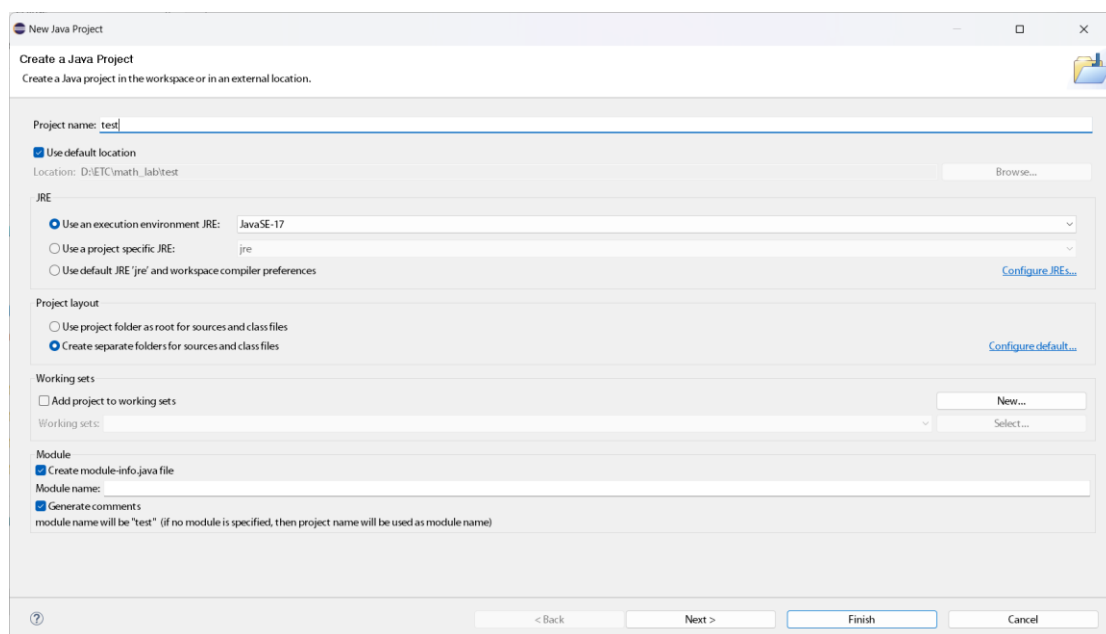 New Java Project
Create a Java Project
Create a Java project in the workspace or in an external location.
Project name: test
Use default location
Location: D:\ETC\math_lab\test Browse...
JRE
Use an execution environment JRE: JavaSE-17
Use a project specific JRE: jre
Use default JRE 'jre' and workspace compiler preferences Configure JREs...
Project layout
Use project folder as root for sources and class files
Create separate folders for sources and class files Configure default...
Working sets
Add project to working sets New...
Working sets: Select...
Module
Create module-info.java file
Module name:
Generate comments
module name will be "test" (if no module is specified, then project name will be used as module name)
? < Back Next > Finish Cancel